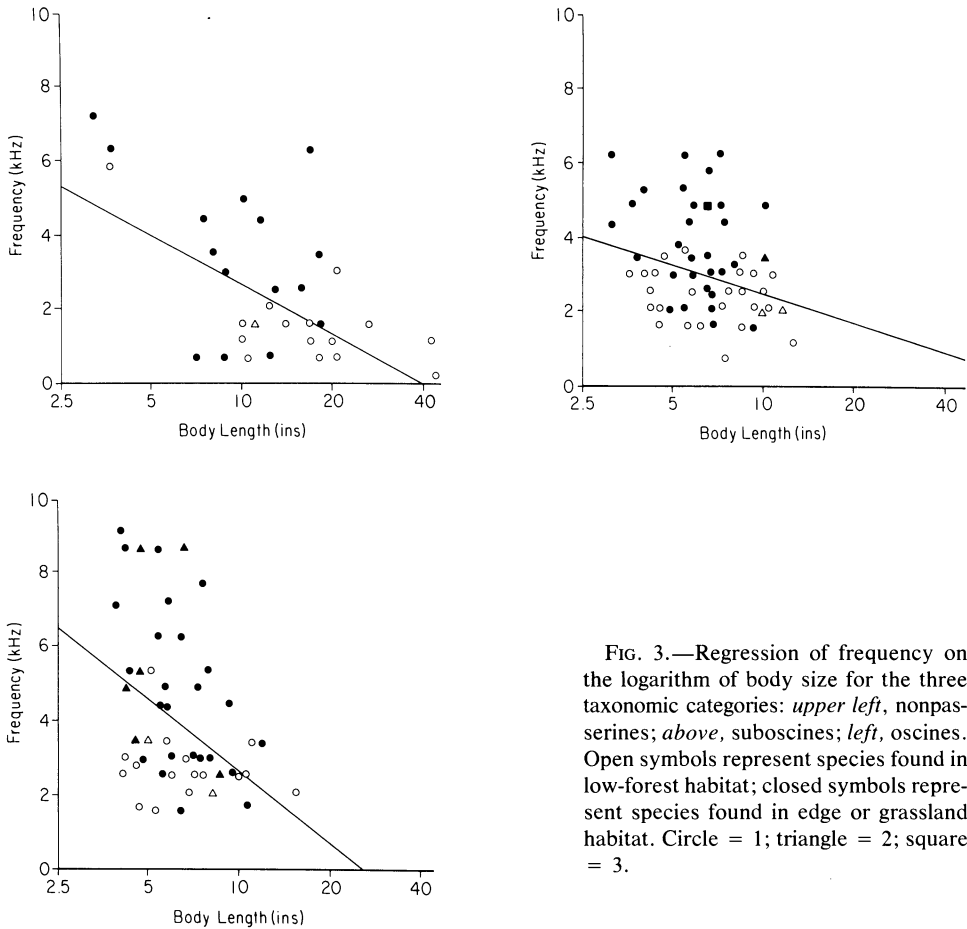 10
8
6
4
2
0
Frequency (kHz)
2.5 5 10 20 40
Body Length (ins)
10
8
6
4
2
0
Frequency (kHz)
2.5 5 10 20 40
Body Length (ins)
10
8
6
4
2
0
Frequency (kHz)
2.5 5 10 20 40
Body Length (ins)
FIG. 3.—Regression of frequency on
the logarithm of body size for the three
taxonomic categories: upper left, nonpas-
serines; above, suboscines; left, oscines.
Open symbols represent species found in
low-forest habitat; closed symbols repre-
sent species found in edge or grassland
habitat. Circle = 1; triangle = 2; square
= 3.